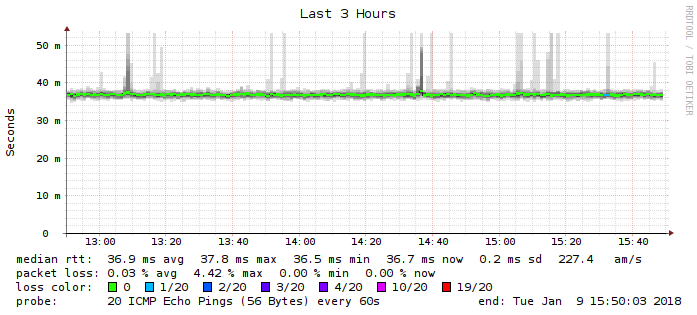 Last 3 Hours
RRDTOOL / TOBI OETIKER
Seconds
50 m
40 m
30 m
20 m
10 m
0
13:00 13:20 13:40 14:00 14:20 14:40 15:00 15:20 15:40
median rtt: 36.9 ms avg 37.8 ms max 36.5 ms min 36.7 ms now 0.2 ms sd 227.4 am/s
packet loss: 0.03 % avg 4.42 % max 0.00 % min 0.00 % now
loss color: 0 1/20 2/20 3/20 4/20 10/20 19/20
probe: 20 ICMP Echo Pings (56 Bytes) every 60s end: Tue Jan 9 15:50:03 2018